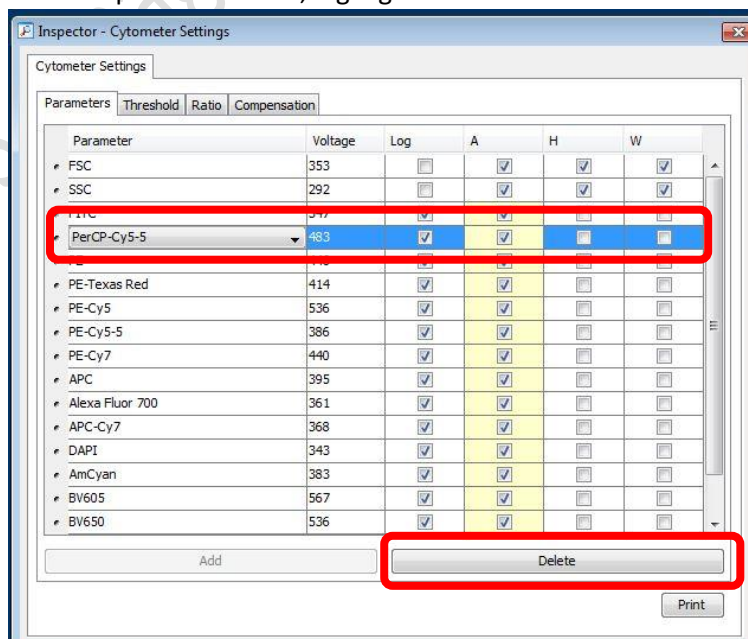 Inspector - Cytometer Settings
Cytometer Settings
Parameters Threshold Ratio Compensation
Parameter Voltage Log A H W
FSC 353
SSC 292
PerCP-Cy5-5 483
PE-Texas Red 414
PE-Cy5 536
PE-Cy5-5 386
PE-Cy7 440
APC 395
Alexa Fluor 700 361
APC-Cy7 368
DAPI 343
AmCyan 383
BV605 567
BV650 536
Add Delete
Print